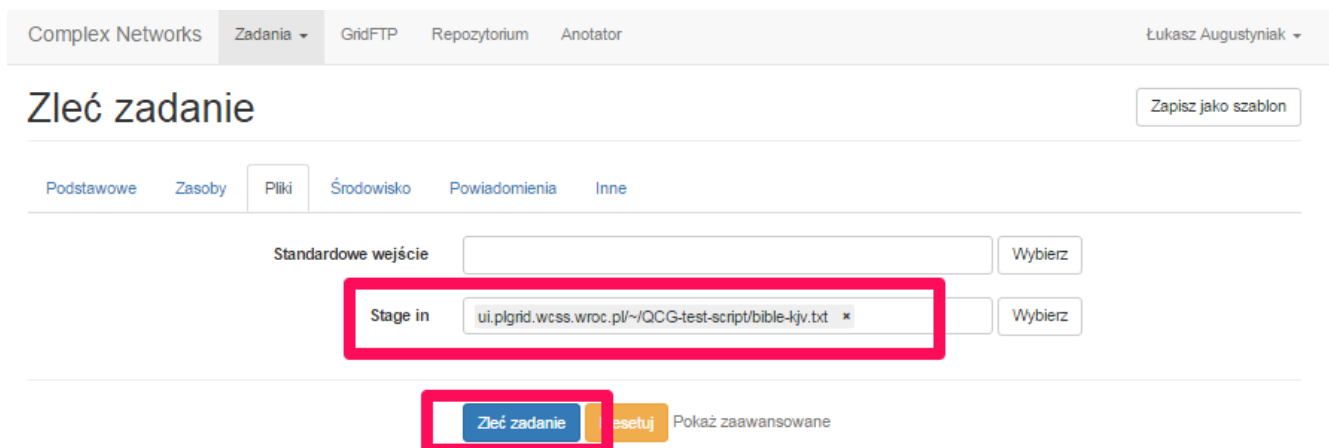 Complex Networks Zadania GridFTP Repozytorium Anotator Łukasz Augustyniak
Zleć zadanie Zapisz jako szablon
Podstawowe Zasoby Pliki Środowisko Powiadomienia Inne
Standardowe wejście Wybierz
Stage in ui.plgrid.wcss.wroc.pl/~/QCG-test-script/bible-kjv.txt × Wybierz
Zleć zadanie Pokaż zaawansowane